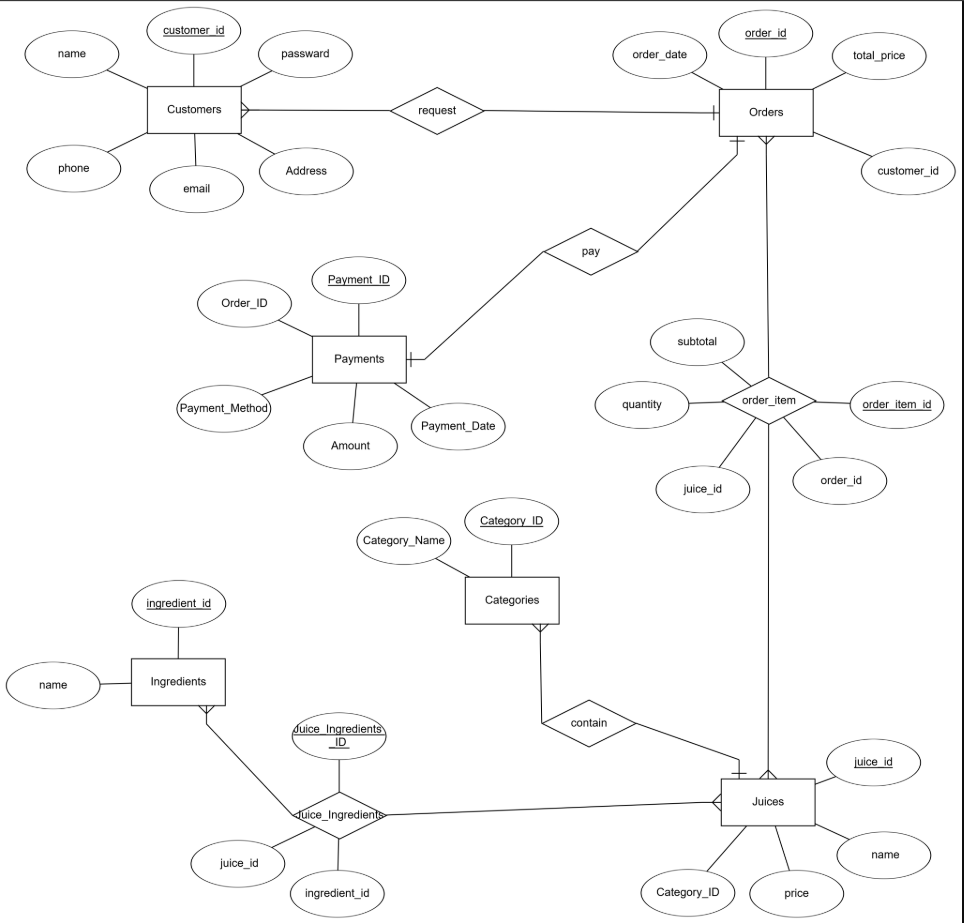 customer_id
order_id
name
passward
order_date
total_price
Customers
request
Orders
phone
email
Address
customer_id
pay
Payment_ID
Order_ID
Payments
subtotal
Payment_Method
Payment_Date
Amount
quantity
order_item
order_item_id
juice_id
order_id
Category_ID
Category_Name
Categories
ingredient_id
Ingredients
name
contain
Juice_Ingredients
_ID
juice_id
Juices
Juice_Ingredients
name
juice_id
ingredient_id
Category_ID
price